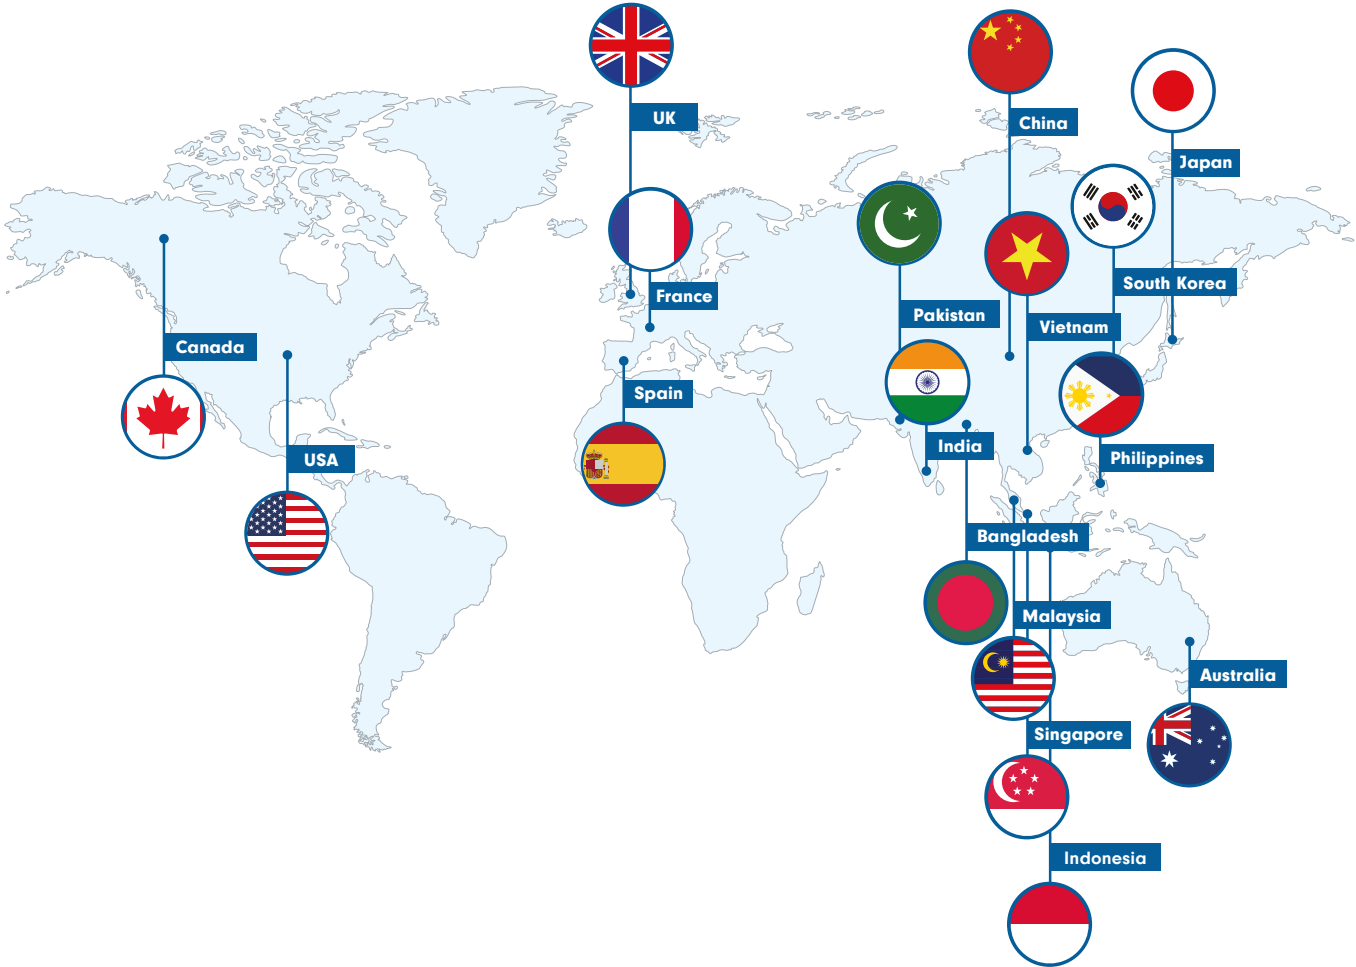 UK
China
Japan
South Korea
France
Pakistan
Vietnam
Canada
Spain
India
USA
Philippines
Bangladesh
Malaysia
Australia
Singapore
Indonesia